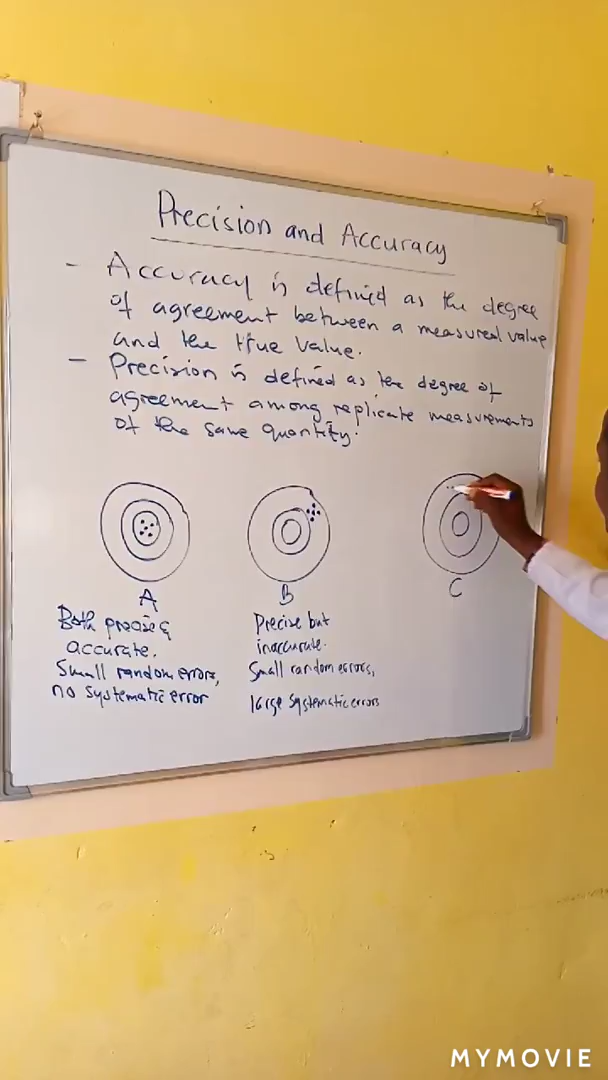 Precision and Accuracy
- Accuracy is defined as the degree
of agreement between a measured value
and the true value.
- Precision is defined as the degree of
agreement among replicate measurements
of the same quantity.
A
Both precise &
accurate.
Small random errors,
no systematic error
B
Precise but
inaccurate.
Small random errors,
large systematic errors
C
MYMOVIE